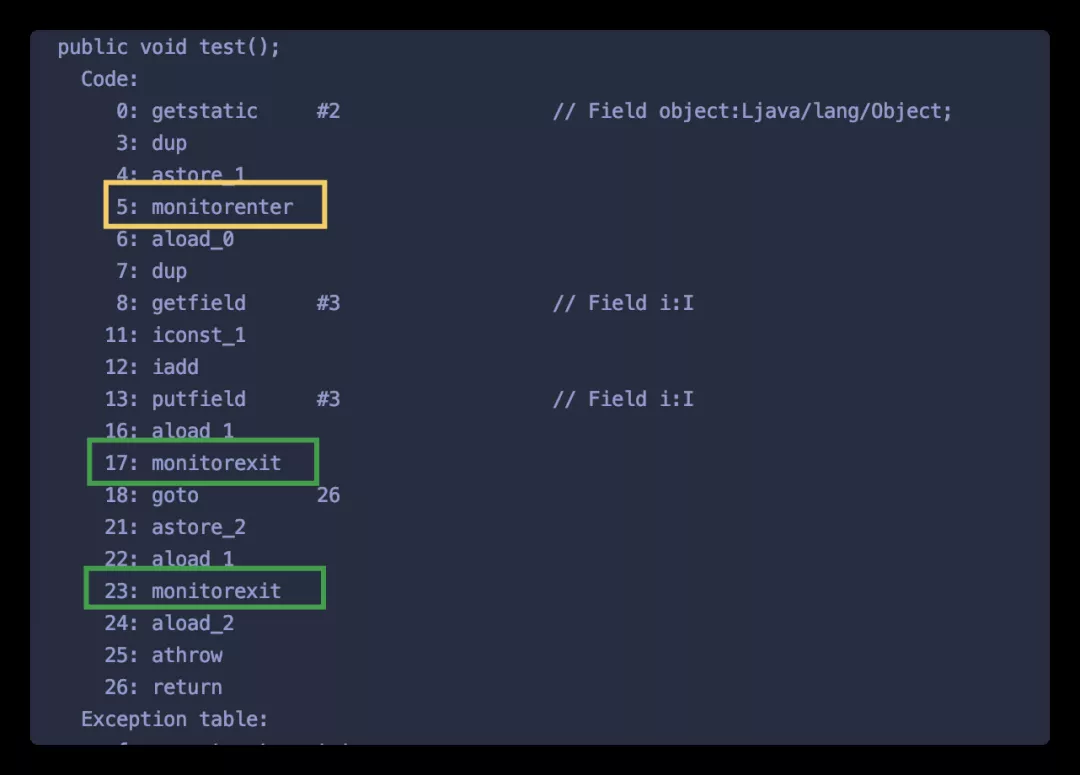 public void test();
Code:
0: getstatic #2 // Field object:Ljava/lang/Object;
3: dup
4: astore_1
5: monitorenter
6: aload_0
7: dup
8: getfield #3 // Field i:I
11: iconst_1
12: iadd
13: putfield #3 // Field i:I
16: aload_1
17: monitorexit
18: goto 26
21: astore_2
22: aload_1
23: monitorexit
24: aload_2
25: athrow
26: return
Exception table: